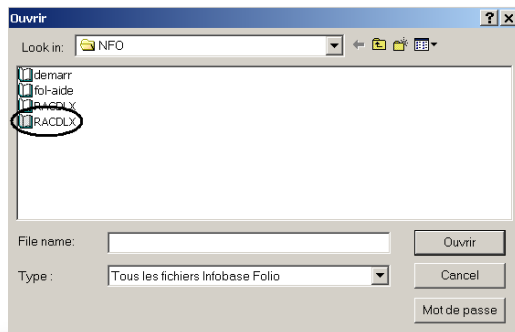 Ouvrir
Look in: NFO
demarr
fol-aide
RACDLX
RACDLX
File name: Ouvrir
Type : Tous les fichiers Infobase Folio Cancel
Mot de passe